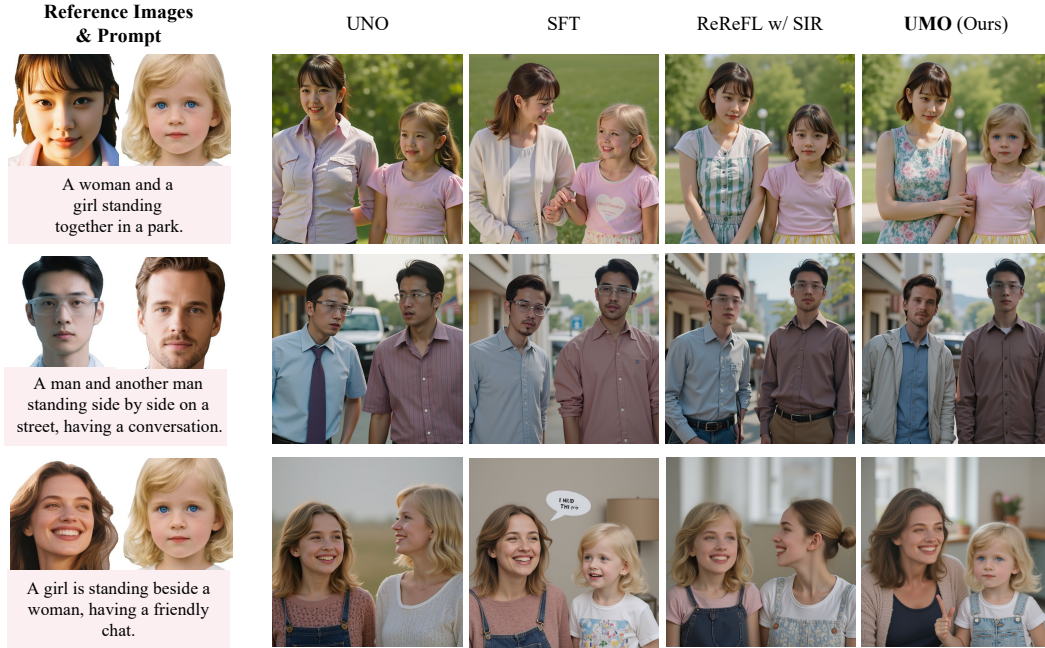 Reference Images
& Prompt
UNO
SFT
ReReFL w/ SIR
UMO (Ours)
A woman and a
girl standing
together in a park.
A man and another man
standing side by side on a
street, having a conversation.
A girl is standing beside a
woman, having a friendly
chat.